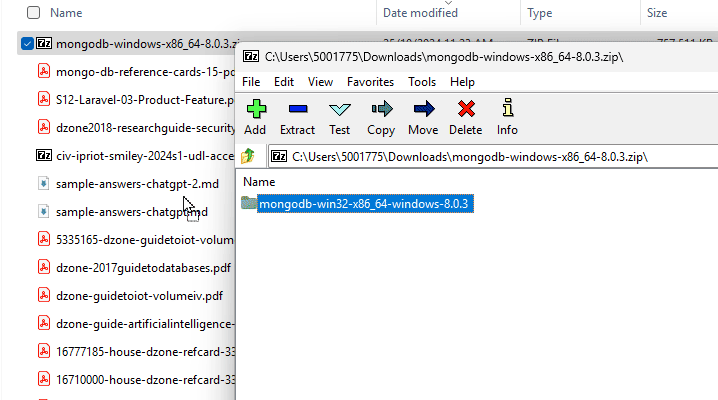 Name Date modified Type Size
mongodb-windows-x86_64-8.0.3.zip
mongo-db-reference-cards-15-pd
S12-Laravel-03-Product-Feature.p
dzone2018-researchguide-security
civ-ipriot-smiley-2024s1-udl-acce
sample-answers-chatgpt-2.md
sample-answers-chatgpt.md
5335165-dzone-guidetoiot-volum
dzone-2017guidetodatabases.pdf
dzone-guidetoiot-volumeiv.pdf
dzone-guide-artificialintelligence-
16777185-house-dzone-refcard-33
16710000-house-dzone-refcard-33
C:\Users\5001775\Downloads\mongodb-windows-x86_64-8.0.3.zip\
File Edit View Favorites Tools Help
Add Extract Test Copy Move Delete Info
C:\Users\5001775\Downloads\mongodb-windows-x86_64-8.0.3.zip\
Name
mongodb-win32-x86_64-windows-8.0.3